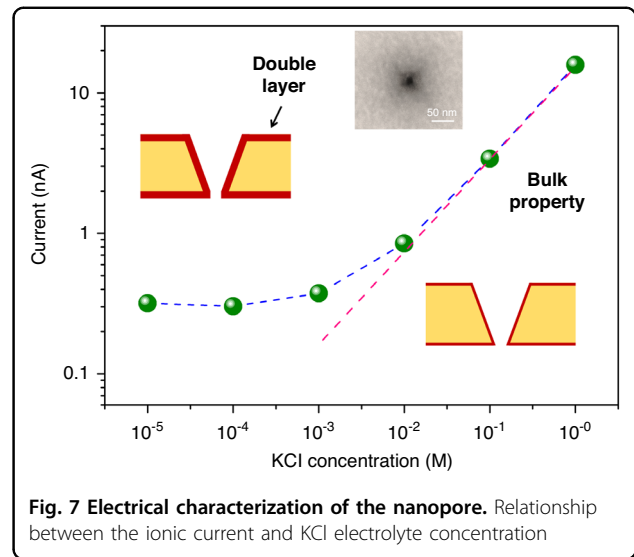 Double
layer
50 nm
Bulk
property
Current (nA)
10
1
0.1
10⁻⁵
10⁻⁴
10⁻³
10⁻²
10⁻¹
10⁻⁰
KCl concentration (M)
Fig. 7 Electrical characterization of the nanopore. Relationship
between the ionic current and KCl electrolyte concentration